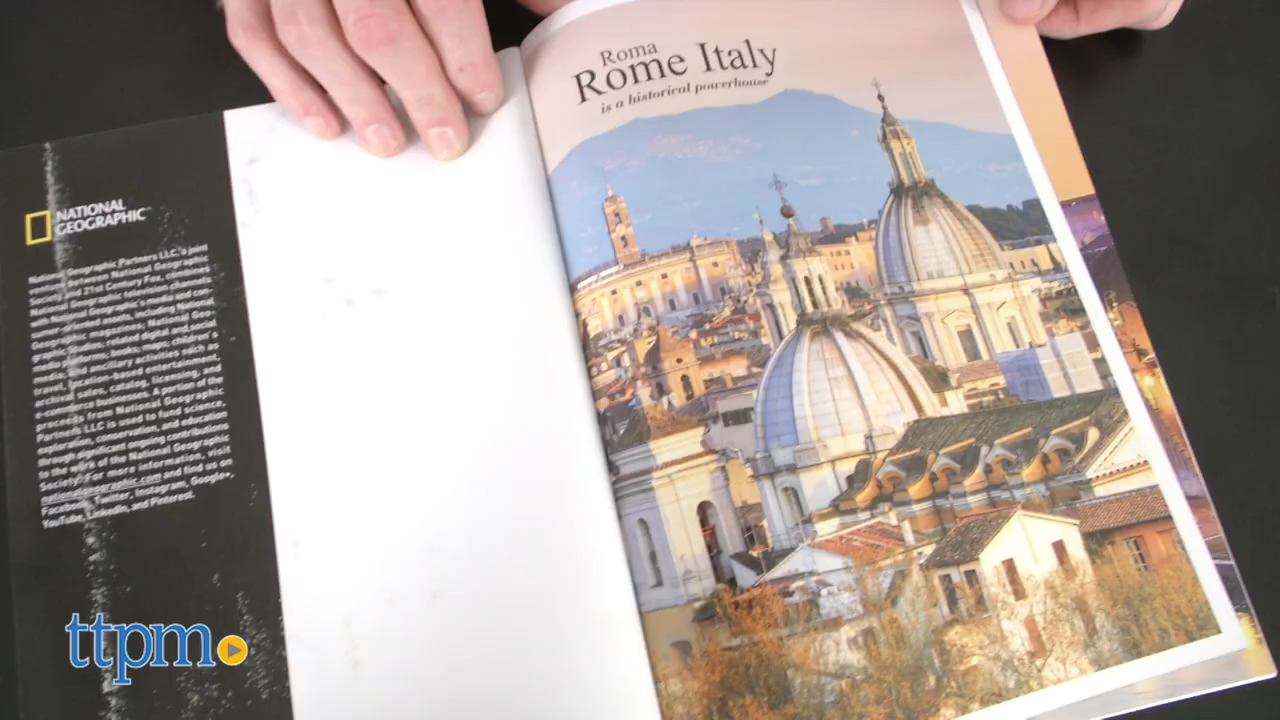 NATIONAL
GEOGRAPHIC
National Geographic Partners LLC, a joint
venture between National Geographic
Society and 21st Century Fox, combines
National Geographic television channels
with National Geographic's media and con-
sumer-oriented assets, including National
Geographic magazines; National Geo-
graphic Studios; related digital and social
media platforms; books; maps; children's
media; and ancillary activities such as
travel, location-based entertainment,
archival sales, catalog, licensing, and
e-commerce businesses. A portion of the
proceeds from National Geographic
Partners LLC is used to fund science,
exploration, conservation, and education
through significant ongoing contributions
to the work of the National Geographic
Society. For more information, visit
nationalgeographic.com and find us on
Facebook, Twitter, Instagram, Google+,
YouTube, LinkedIn, and Pinterest.
Roma
Rome Italy
is a historical powerhouse
ttpm